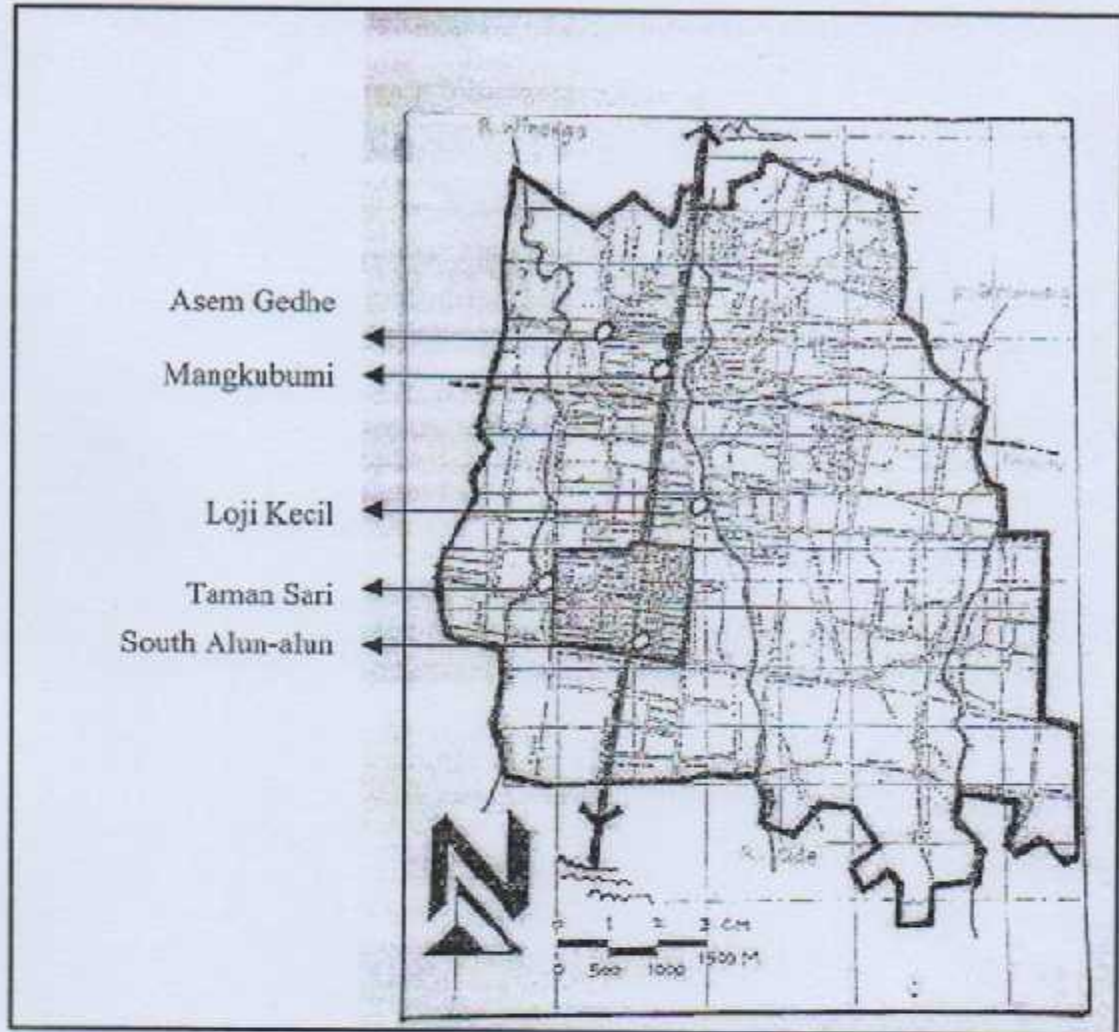 R. Winongo
Asem Gedhe
Mangkubumi
Loji Kecil
Taman Sari
South Alun-alun
N
0 1 2 3 CM
0 500 1000 1500 M